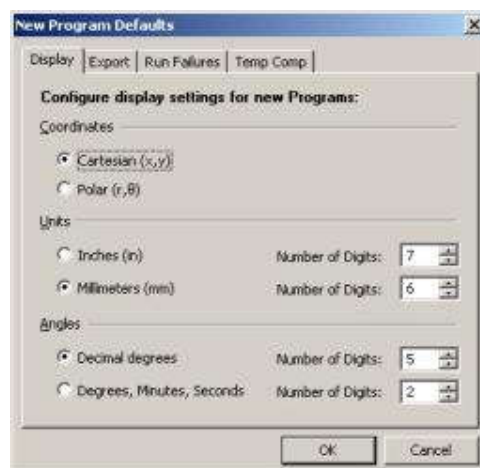 New Program Defaults
Display Export Run Failures Temp Comp
Configure display settings for new Programs:
Coordinates
Cartesian (x,y)
Polar (r,θ)
Units
Inches (in) Number of Digits: 7
Millimeters (mm) Number of Digits: 6
Angles
Decimal degrees Number of Digits: 5
Degrees, Minutes, Seconds Number of Digits: 2
OK Cancel